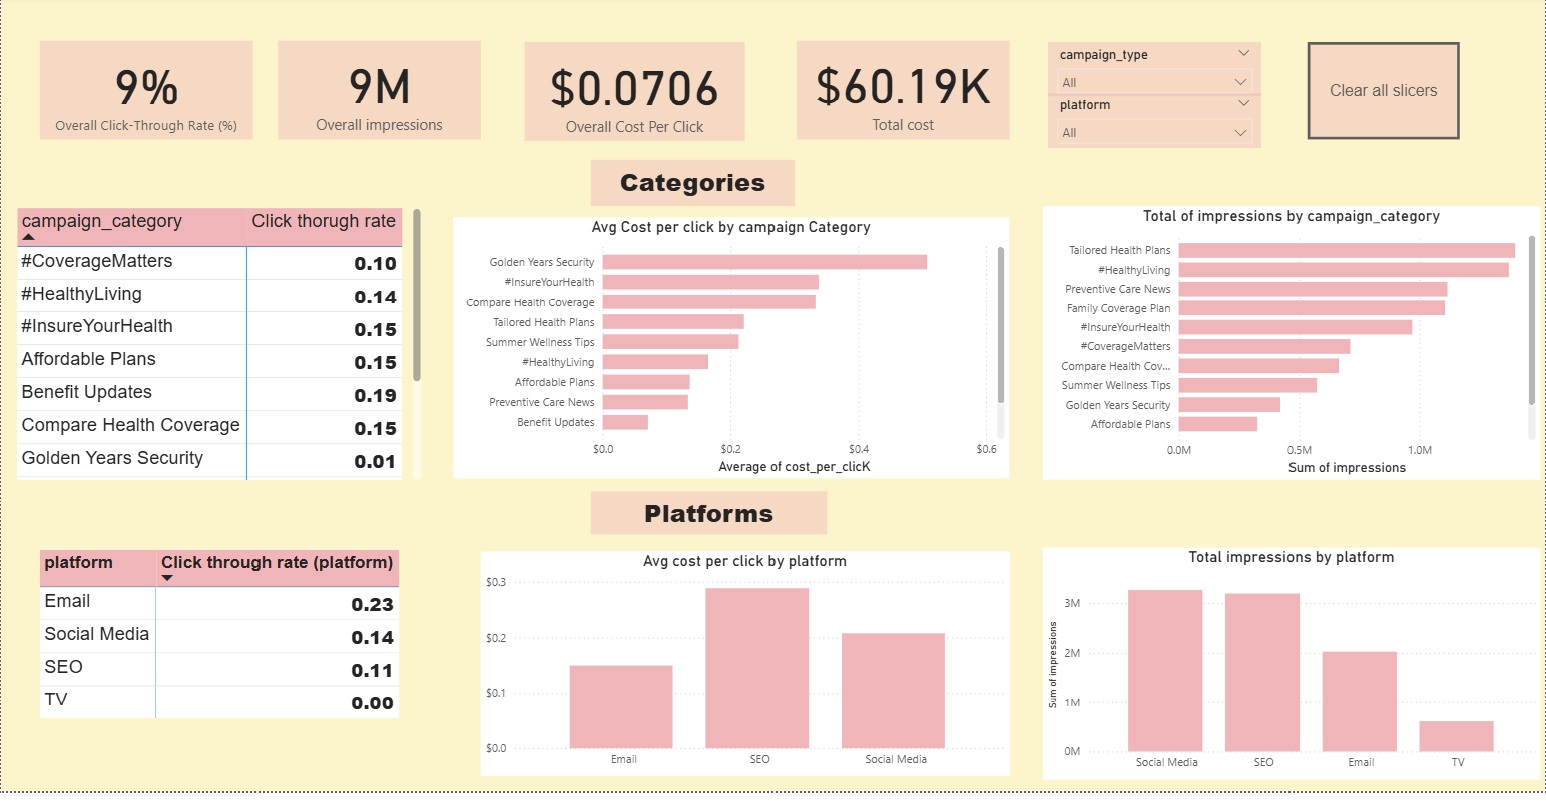 9%
Overall Click-Through Rate (%)
9M
Overall impressions
$0.0706
Overall Cost Per Click
$60.19K
Total cost
campaign_type
All
platform
All
Clear all slicers
Categories
campaign_category Click thorugh rate
#CoverageMatters 0.10
#HealthyLiving 0.14
#InsureYourHealth 0.15
Affordable Plans 0.15
Benefit Updates 0.19
Compare Health Coverage 0.15
Golden Years Security 0.01
Avg Cost per click by campaign Category
Golden Years Security
#InsureYourHealth
Compare Health Coverage
Tailored Health Plans
Summer Wellness Tips
#HealthyLiving
Affordable Plans
Preventive Care News
Benefit Updates
$0.0 $0.2 $0.4 $0.6
Average of cost_per_clicK
Total of impressions by campaign_category
Tailored Health Plans
#HealthyLiving
Preventive Care News
Family Coverage Plan
#InsureYourHealth
#CoverageMatters
Compare Health Cov...
Summer Wellness Tips
Golden Years Security
Affordable Plans
0.0M 0.5M 1.0M
Sum of impressions
Platforms
platform Click through rate (platform)
Email 0.23
Social Media 0.14
SEO 0.11
TV 0.00
Avg cost per click by platform
$0.3
$0.2
$0.1
$0.0
Email SEO Social Media
Total impressions by platform
Sum of impressions
3M
2M
1M
0M
Social Media SEO Email TV